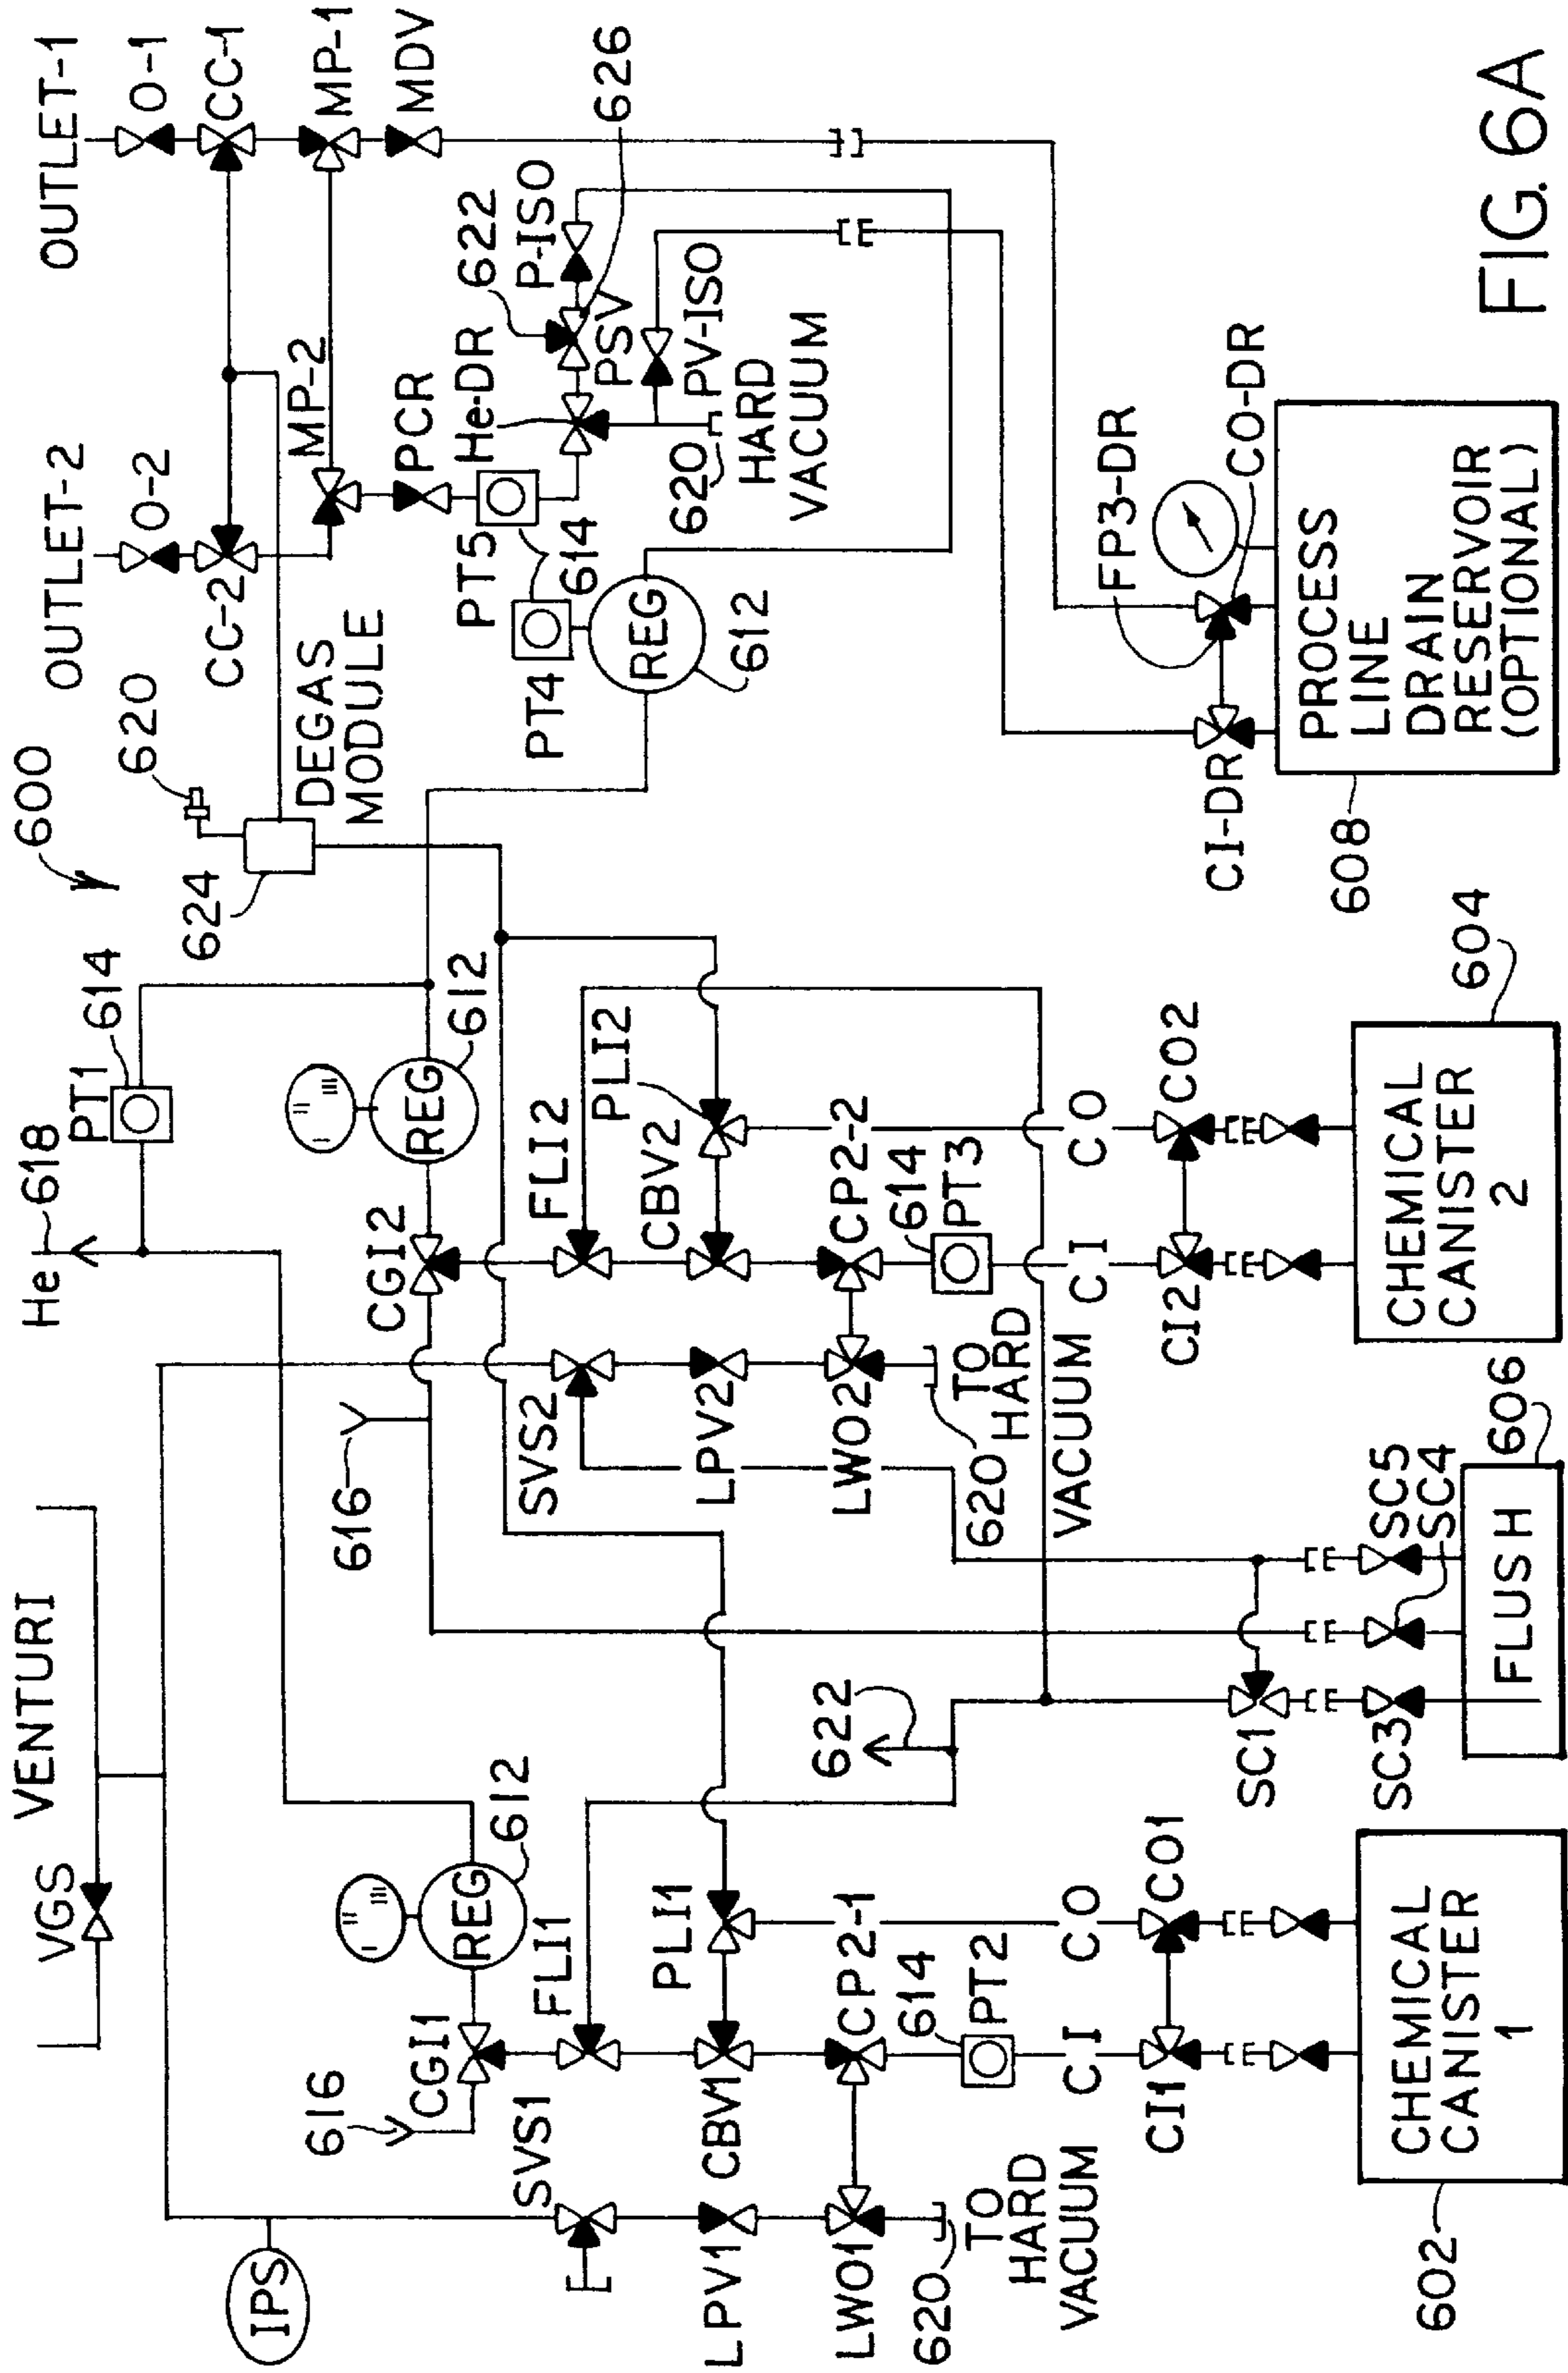 600
VENTURI
VGS
He
618
PT1
614
620
624
DEGAS
MODULE
OUTLET-2
O-2
CC-2
MP-2
OUTLET-1
O-1
CC-1
MP-1
MDV
PCR
PT5
614
PT4
REG
612
He-DR
622
P-ISO
PSV
626
PV-ISO
620
HARD
VACUUM
IPS
616
CGI1
REG
612
FLI1
SVS1
LPV1
CBV1
PLI1
LWO1
CP2-1
614
PT2
620
TO
HARD
VACUUM
CI
CO
CI1
CO1
602
CHEMICAL
CANISTER
1
622
SC1
SC3
SC5
SC4
606
FLUSH
616
CGI2
REG
612
FLI2
SVS2
LPV2
CBV2
PLI2
LWO2
CP2-2
614
PT3
620
TO
HARD
VACUUM
CI
CO
CI2
CO2
604
CHEMICAL
CANISTER
2
CI-DR
FP3-DR
CO-DR
608
PROCESS
LINE
DRAIN
RESERVOIR
(OPTIONAL)
FIG. 6A